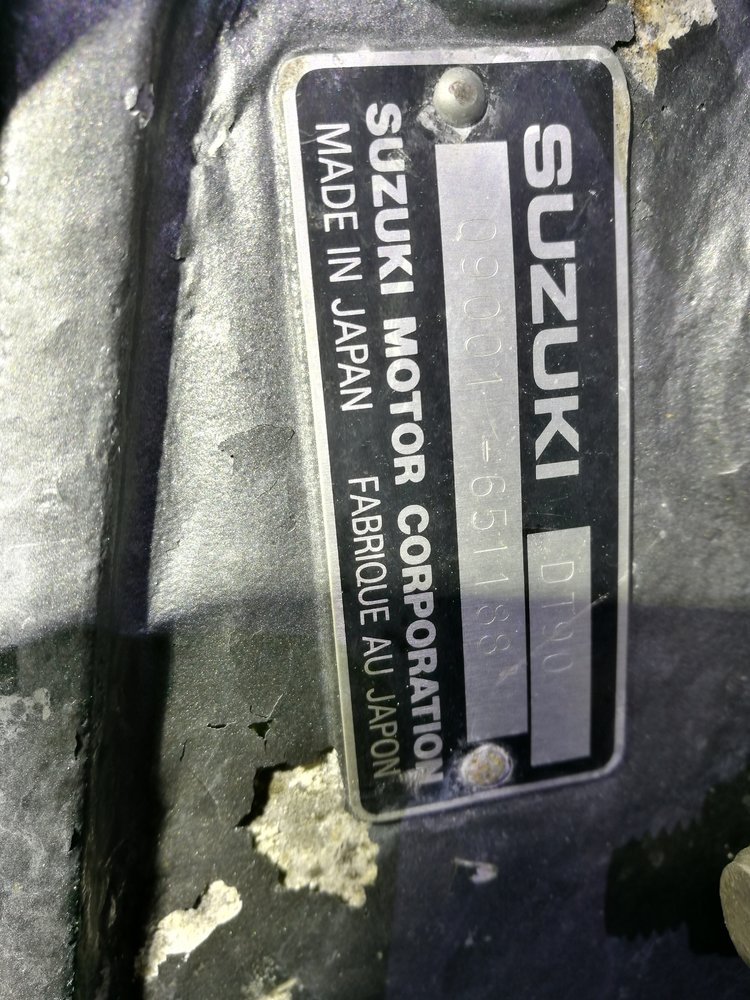 SUZUKI DT90
09001-651188
SUZUKI MOTOR CORPORATION
MADE IN JAPAN FABRIQUE AU JAPON